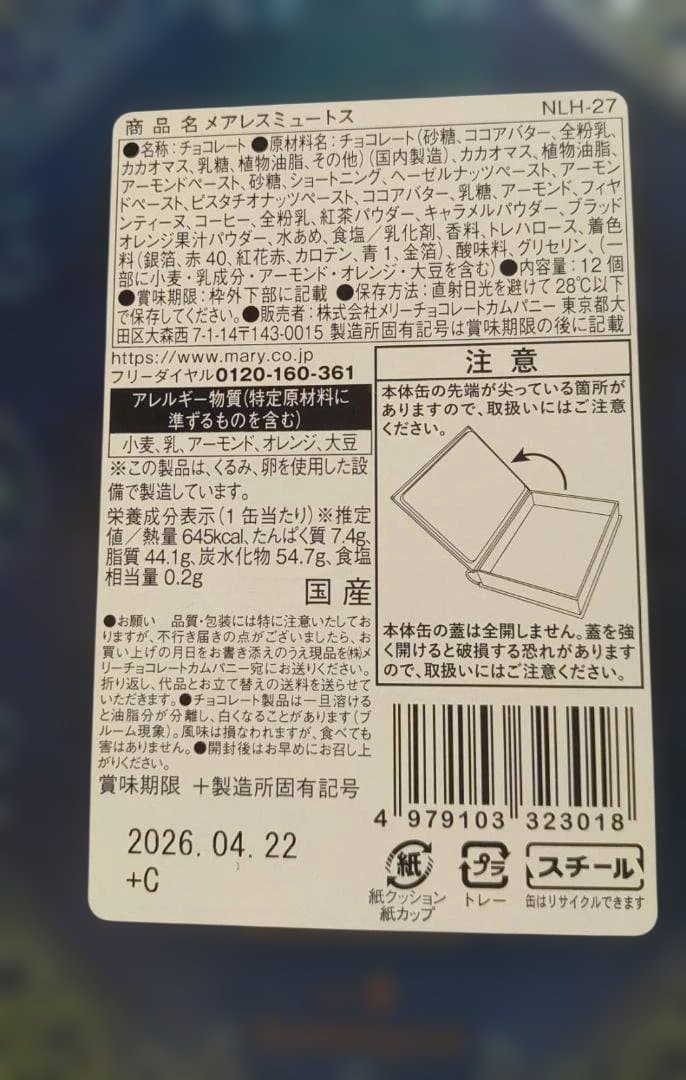 商品名 メアレスミュートス NLH-27
●名称:チョコレート ●原材料名:チョコレート(砂糖、ココアバター、全粉乳、
カカオマス、乳糖、植物油脂、その他)(国内製造)、カカオマス、植物油脂、
アーモンドペースト、砂糖、ショートニング、ヘーゼルナッツペースト、アーモン
ドペースト、ピスタチオナッツペースト、ココアバター、乳糖、アーモンド、フィヤ
ンティーヌ、コーヒー、全粉乳、紅茶パウダー、キャラメルパウダー、ブラッド
オレンジ果汁パウダー、水あめ、食塩/乳化剤、香料、トレハロース、着色
料(銀箔、赤40、紅花赤、カロテン、青1、金箔)、酸味料、グリセリン、(一
部に小麦・乳成分・アーモンド・オレンジ・大豆を含む)●内容量:12個
●賞味期限:枠外下部に記載 ●保存方法:直射日光を避けて28℃以下
で保存してください。●販売者:株式会社メリーチョコレートカムパニー 東京都大
田区大森西7-1-14〒143-0015 製造所固有記号は賞味期限の後に記載
https://www.mary.co.jp
フリーダイヤル0120-160-361
アレルギー物質(特定原材料に
準ずるものを含む)
小麦、乳、アーモンド、オレンジ、大豆
※この製品は、くるみ、卵を使用した設
備で製造しています。
栄養成分表示(1缶当たり)※推定
値/熱量645kcal、たんぱく質7.4g、
脂質44.1g、炭水化物54.7g、食塩
相当量0.2g
国産
注意
本体缶の先端が尖っている箇所が
ありますので、取扱いにはご注意
ください。
本体缶の蓋は全開しません。蓋を強
く開けると破損する恐れがあります
ので、取扱いにはご注意ください。
●お願い 品質・包装には特に注意いたしてお
りますが、不行き届きの点がございましたら、お
買い上げの月日をお書き添えのうえ現品を㈱メ
リーチョコレートカムパニー宛にお送りください。
折り返し、代品とお立て替えの送料を送らせて
いただきます。●チョコレート製品は一旦溶ける
と油脂分が分離し、白くなることがあります(ブ
ルーム現象)。風味は損なわれますが、食べても
害はありません。●開封後はお早めにお召し上
がりください。
賞味期限 +製造所固有記号
2026.04.22
+C
4 979103 323018
紙
紙クッション
紙カップ
プラ
トレー
スチール
缶はリサイクルできます